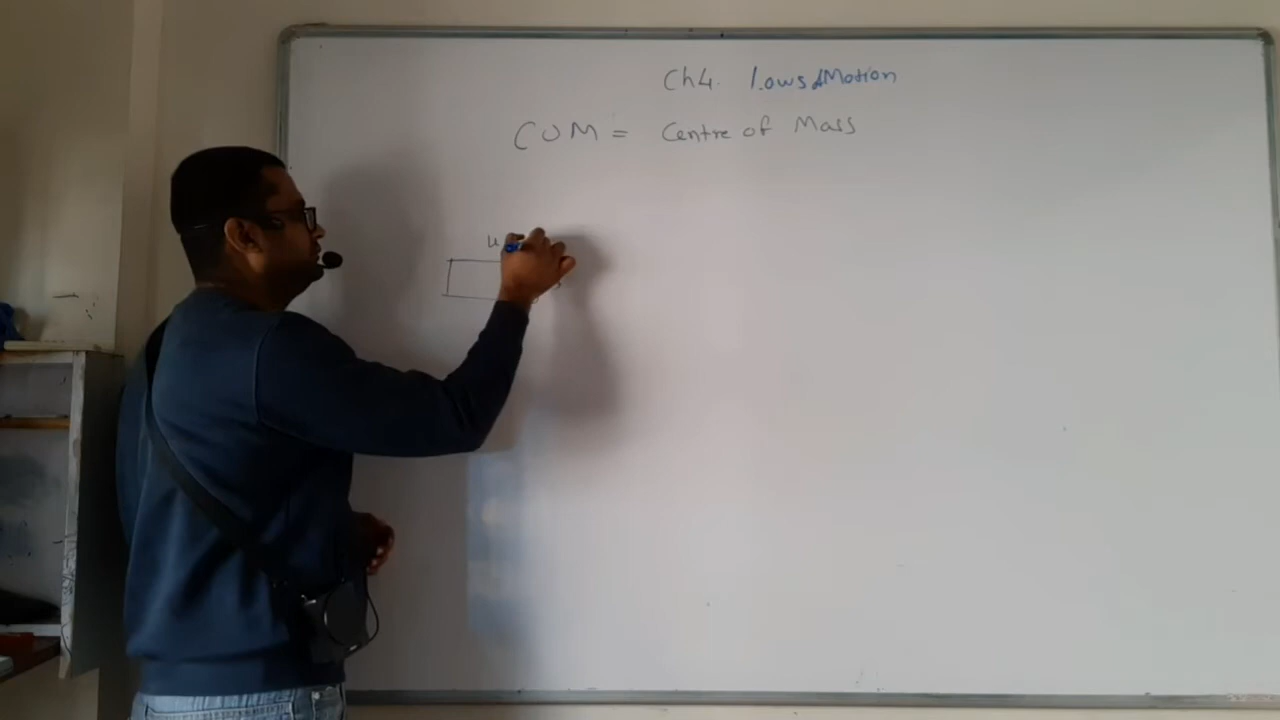 Ch4. Laws of Motion
COM = Centre of Mass
u